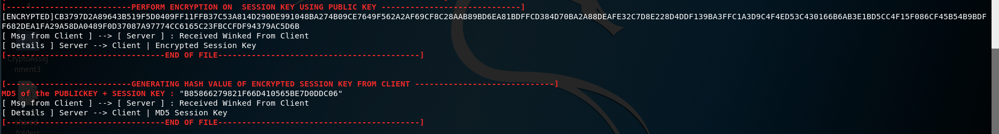 [--------------------------PERFORM ENCRYPTION ON  SESSION KEY USING PUBLIC KEY -----------------------------]
[ENCRYPTED]CB3797D2A89643B519F5D0409FF11FFB37C53A814D290DE991048BA274B09CE7649F562A2AF69CF8C28AAB89BD6EA81BDFFCD384D70BA2A88DEAFE32C7D8E228D4DDF139BA3FFC1A3D9C4F4ED53C430166B6AB3E1BD5CC4F15F086CF45B54B9BDF
F682DEA1FA29A58DA0489F0D37087A97774CC6165C23FBCCFDF94379AC5D6B
[ Msg from Client ] --> [ Server ] : Received Winked From Client
[ Details ] Server --> Client | Encrypted Session Key
[---------------------------------END OF FILE------------------------------------------]
CryptoAssig
nment3
[--------------------------GENERATING HASH VALUE OF ENCRYPTED SESSION KEY FROM CLIENT -----------------------------]
MD5 of the PUBLICKEY + SESSION KEY : "B85866279821F66D410565BE7D0DDC06"
[ Msg from Client ] --> [ Server ] : Received Winked From Client
[ Details ] Server --> Client | MD5 Session Key
[---------------------------------END OF FILE------------------------------------------]
shared
folders